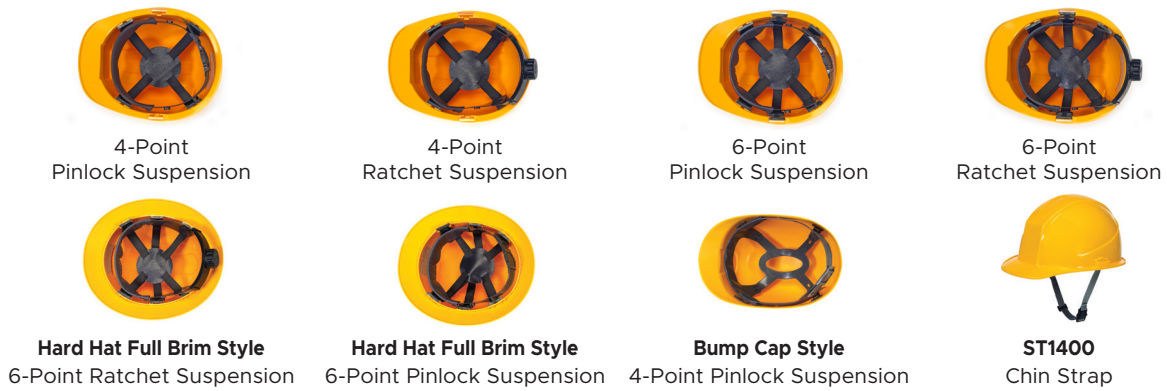 4-Point
Pinlock Suspension
4-Point
Ratchet Suspension
6-Point
Pinlock Suspension
6-Point
Ratchet Suspension
Hard Hat Full Brim Style
6-Point Ratchet Suspension
Hard Hat Full Brim Style
6-Point Pinlock Suspension
Bump Cap Style
4-Point Pinlock Suspension
ST1400
Chin Strap